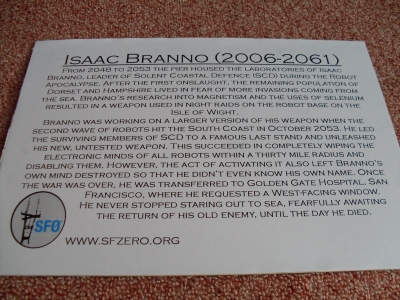 ISAAC BRANNO (2006-2061)
FROM 2048 TO 2053 THE PIER HOUSED THE LABORATORIES OF ISAAC
BRANNO, LEADER OF SOLENT COASTAL DEFENCE (SCD) DURING THE ROBOT
APOCALYPSE. AFTER THE FIRST ONSLAUGHT, THE REMAINING POPULATION OF
DORSET AND HAMPSHIRE LIVED IN FEAR OF MORE INVASIONS COMING FROM
THE SEA. BRANNO'S RESEARCH INTO MAGNETISM AND THE USES OF SELENIUM
RESULTED IN A WEAPON USED IN NIGHT RAIDS ON THE ROBOT BASE ON THE
ISLE OF WIGHT.
BRANNO WAS WORKING ON A LARGER VERSION OF HIS WEAPON WHEN THE
SECOND WAVE OF ROBOTS HIT THE SOUTH COAST IN OCTOBER 2053. HE LED
THE SURVIVING MEMBERS OF SCD TO A FAMOUS LAST STAND AND UNLEASHED
HIS NEW, UNTESTED WEAPON. THIS SUCCEEDED IN COMPLETELY WIPING THE
ELECTRONIC MINDS OF ALL ROBOTS WITHIN A THIRTY MILE RADIUS AND
DISABLING THEM. HOWEVER, THE ACT OF ACTIVATING IT ALSO LEFT BRANNO'S
OWN MIND DESTROYED SO THAT HE DIDN'T EVEN KNOW HIS OWN NAME. ONCE
THE WAR WAS OVER, HE WAS TRANSFERRED TO GOLDEN GATE HOSPITAL, SAN
FRANCISCO, WHERE HE REQUESTED A WEST-FACING WINDOW.
HE NEVER STOPPED STARING OUT TO SEA, FEARFULLY AWAITING
THE RETURN OF HIS OLD ENEMY, UNTIL THE DAY HE DIED.
SFØ
WWW.SFZERO.ORG